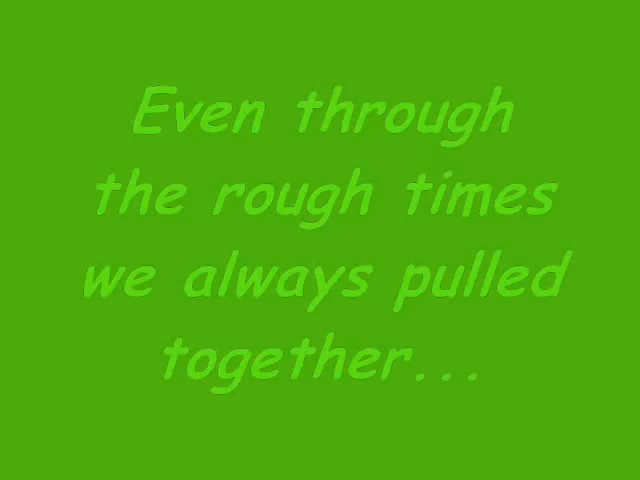 Even through
the rough times
we always pulled
together...